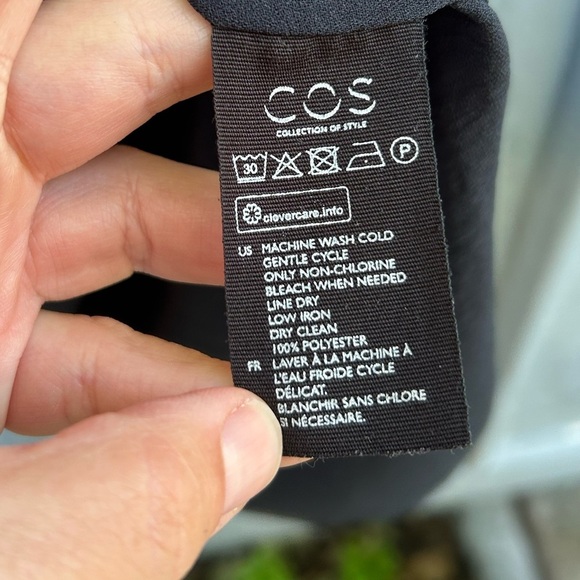 COS
COLLECTION OF STYLE
30 P
clevercare.info
US MACHINE WASH COLD
GENTLE CYCLE
ONLY NON-CHLORINE
BLEACH WHEN NEEDED
LINE DRY
LOW IRON
DRY CLEAN
100% POLYESTER
FR LAVER À LA MACHINE À
L'EAU FROIDE CYCLE
DÉLICAT.
BLANCHIR SANS CHLORE
SI NÉCESSAIRE.